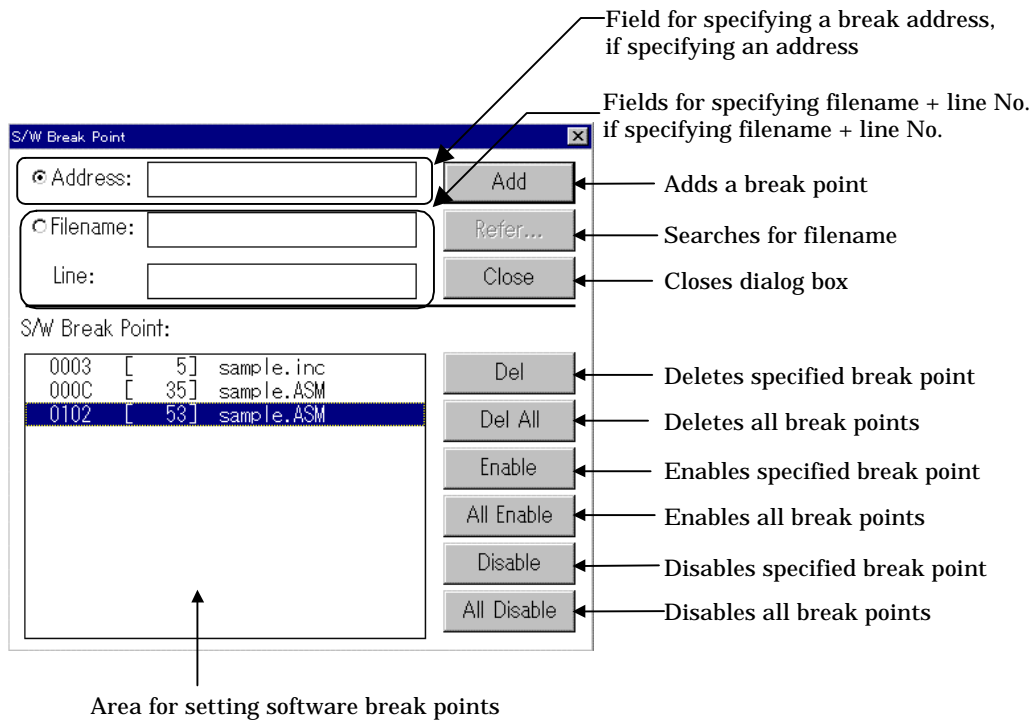 Field for specifying a break address,
if specifying an address
Fields for specifying filename + line No.
if specifying filename + line No.
S/W Break Point
Address:
Add
Adds a break point
Filename:
Refer...
Searches for filename
Line:
Close
Closes dialog box
S/W Break Point:
0003 [ 5] sample.inc
000C [ 35] sample.ASM
0102 [ 53] sample.ASM
Del
Deletes specified break point
Del All
Deletes all break points
Enable
Enables specified break point
All Enable
Enables all break points
Disable
Disables specified break point
All Disable
Disables all break points
Area for setting software break points